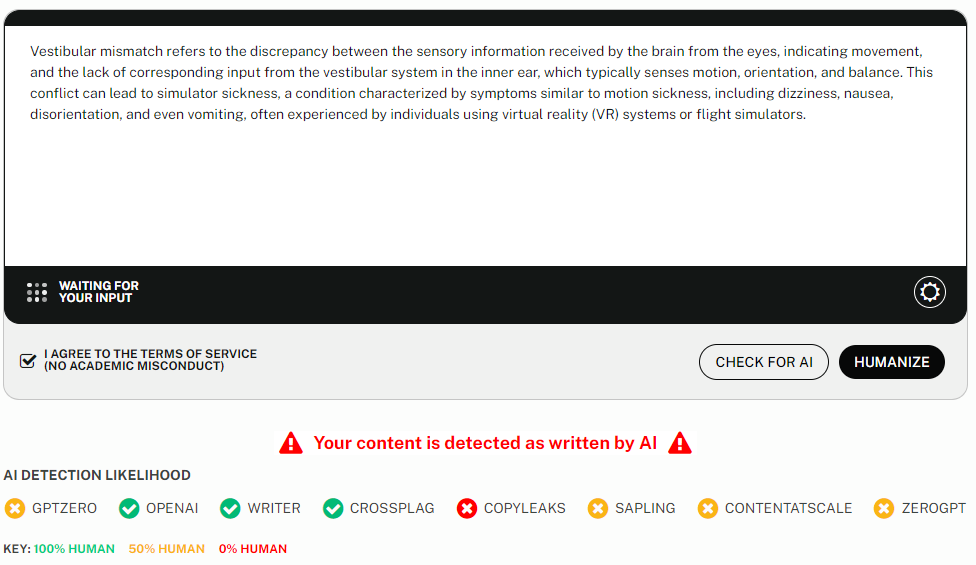 Vestibular mismatch refers to the discrepancy between the sensory information received by the brain from the eyes, indicating movement,
and the lack of corresponding input from the vestibular system in the inner ear, which typically senses motion, orientation, and balance. This
conflict can lead to simulator sickness, a condition characterized by symptoms similar to motion sickness, including dizziness, nausea,
disorientation, and even vomiting, often experienced by individuals using virtual reality (VR) systems or flight simulators.
WAITING FOR
YOUR INPUT
I AGREE TO THE TERMS OF SERVICE
(NO ACADEMIC MISCONDUCT)
CHECK FOR AI
HUMANIZE
Your content is detected as written by AI
AI DETECTION LIKELIHOOD
GPTZERO OPENAI WRITER CROSSPLAG COPYLEAKS SAPLING CONTENTATSCALE ZEROGPT
KEY: 100% HUMAN 50% HUMAN 0% HUMAN